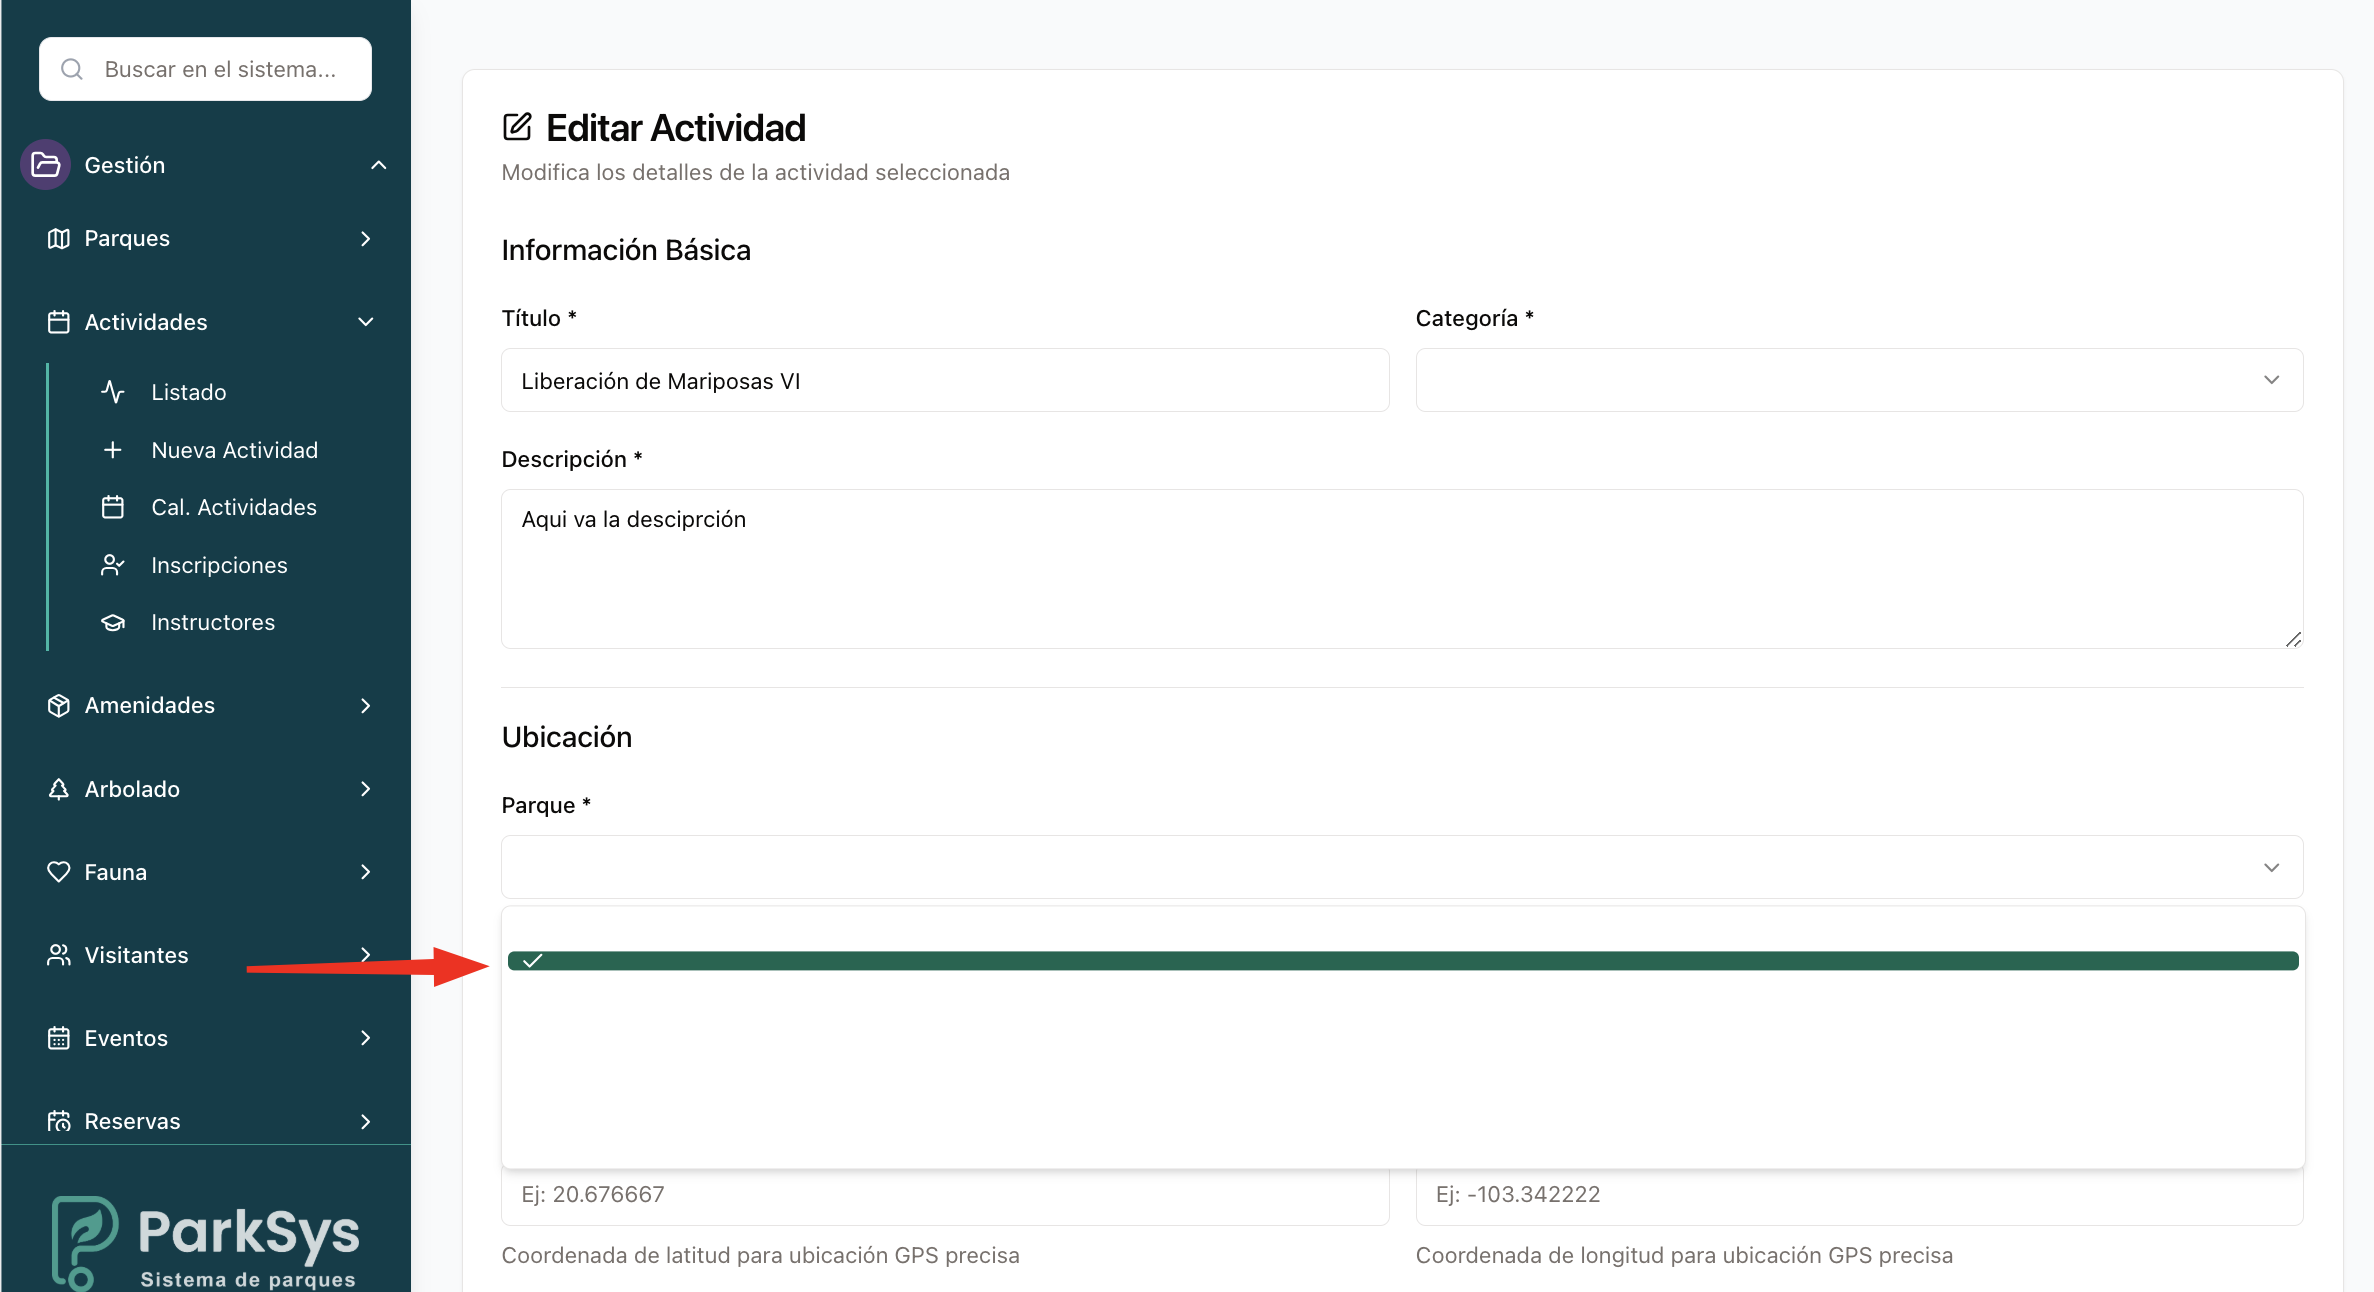 Buscar en el sistema...
Gestión
Parques
Actividades
Listado
Nueva Actividad
Cal. Actividades
Inscripciones
Instructores
Amenidades
Arbolado
Fauna
Visitantes
Eventos
Reservas
ParkSys
Sistema de parques
Editar Actividad
Modifica los detalles de la actividad seleccionada
Información Básica
Título *
Categoría *
Liberación de Mariposas VI
Descripción *
Aqui va la desciprción
Ubicación
Parque *
Ej: 20.676667
Ej: -103.342222
Coordenada de latitud para ubicación GPS precisa
Coordenada de longitud para ubicación GPS precisa